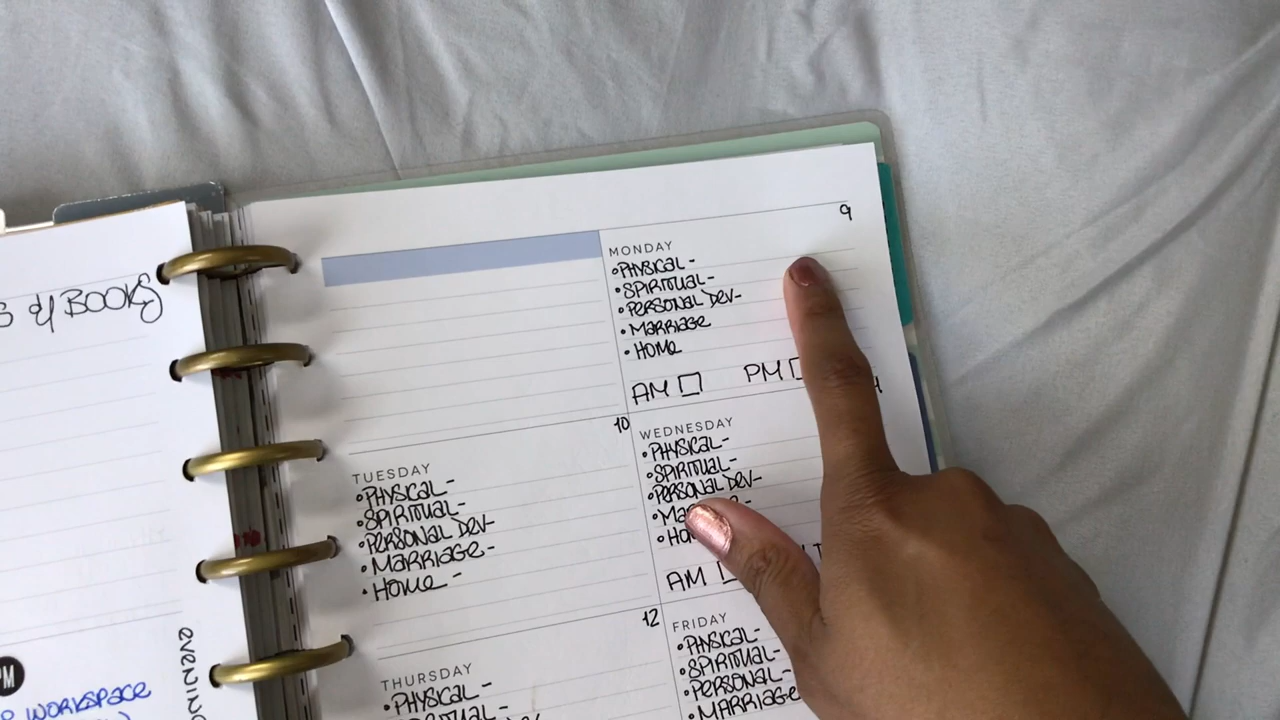 & BOOKS
PM
WORKSPACE
evening
9
MONDAY
•PHYSICAL-
•SPIRITUAL-
•PERSONAL DEV-
•MARRIAGE
•HOME
AM PM
10
TUESDAY
•PHYSICAL-
•SPIRITUAL-
•PERSONAL DEV-
•MARRIAGE-
•HOME-
WEDNESDAY
•PHYSICAL-
•SPIRITUAL-
•PERSONAL DEV-
AM
12
THURSDAY
•PHYSICAL-
FRIDAY
•PHYSICAL-
•SPIRITUAL-
•PERSONAL-
•MARRIAGE